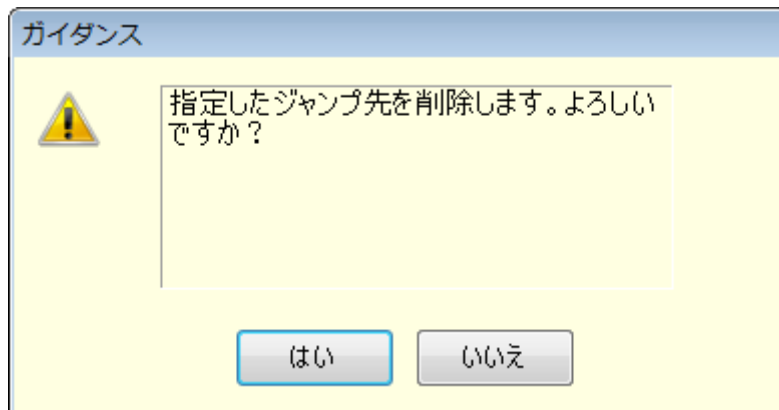 ガイダンス
指定したジャンプ先を削除します。よろしい
ですか？
はい
いいえ